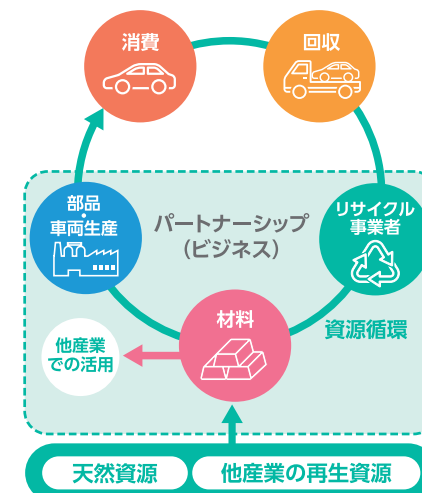 消費
回収
部品
・
車両生産
パートナーシップ
（ビジネス）
リサイクル
事業者
材料
資源循環
他産業
での活用
天然資源
他産業の再生資源